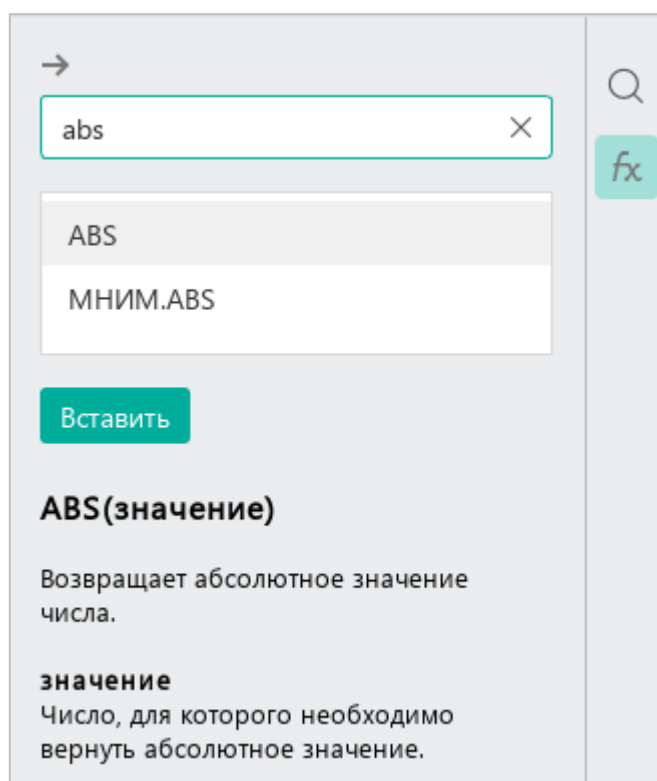 abs
fx
ABS
МНИМ.ABS
Вставить
ABS(значение)
Возвращает абсолютное значение
числа.
значение
Число, для которого необходимо
вернуть абсолютное значение.